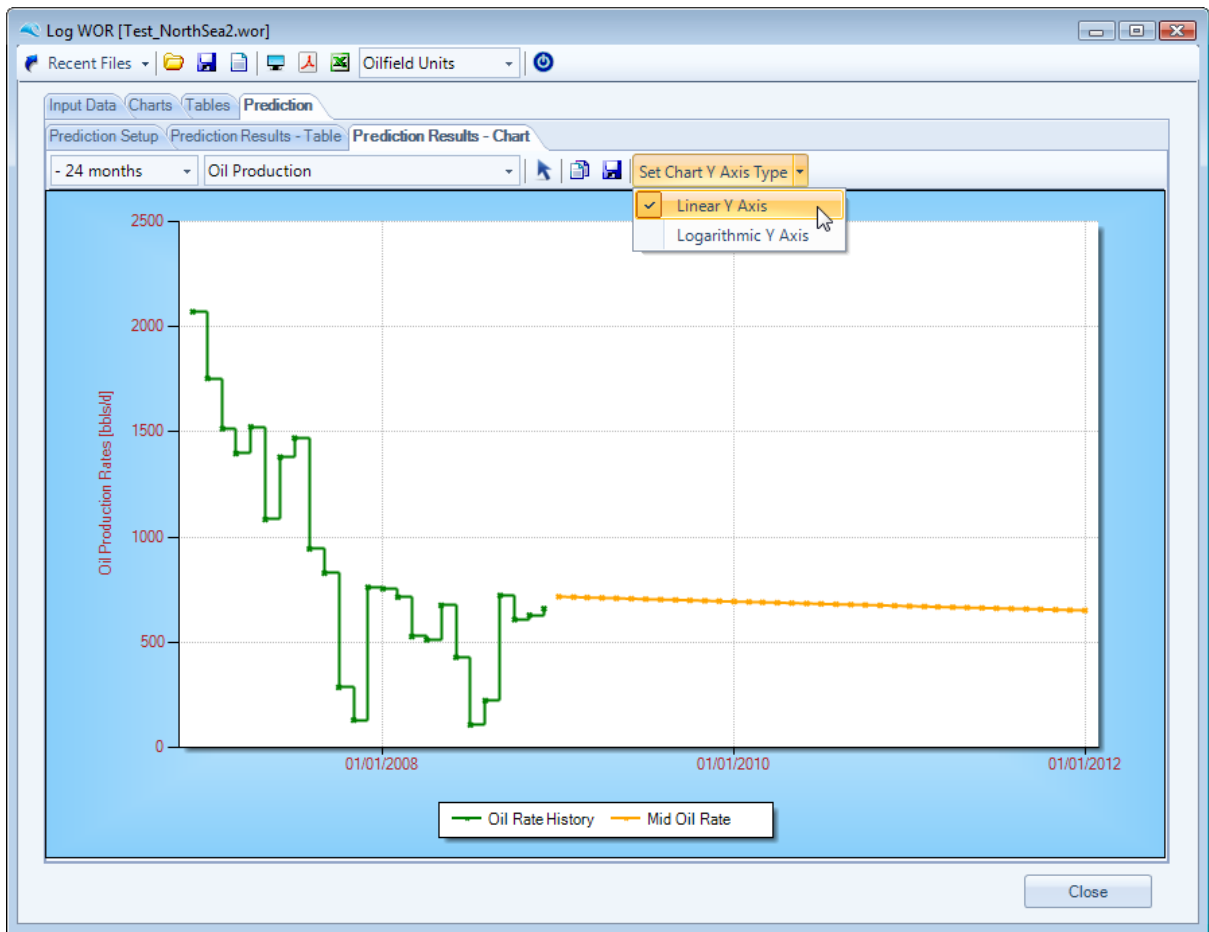 Log WOR [Test_NorthSea2.wor]
Recent Files Oilfield Units
Input Data Charts Tables Prediction
Prediction Setup Prediction Results - Table Prediction Results - Chart
- 24 months Oil Production Set Chart Y Axis Type
Linear Y Axis
Logarithmic Y Axis
2500
2000
1500
1000
500
0
Oil Production Rates [bbls/d]
01/01/2008 01/01/2010 01/01/2012
Oil Rate History Mid Oil Rate
Close